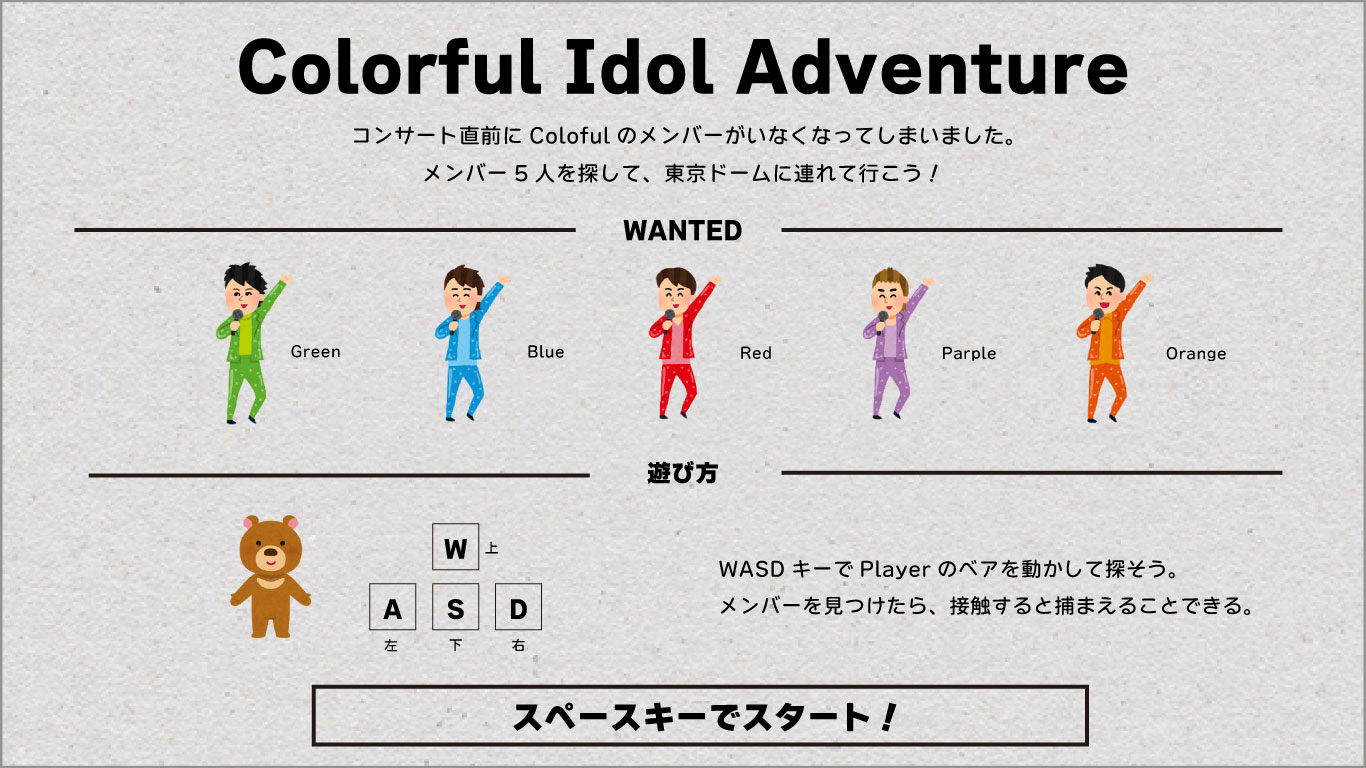 Colorful Idol Adventure
コンサート直前に Coloful のメンバーがいなくなってしまいました。
メンバー 5 人を探して、東京ドームに連れて行こう！
WANTED
Green
Blue
Red
Parple
Orange
遊び方
W 上
A S D
左 下 右
WASD キーで Player のベアを動かして探そう。
メンバーを見つけたら、接触すると捕まえることできる。
スペースキーでスタート！